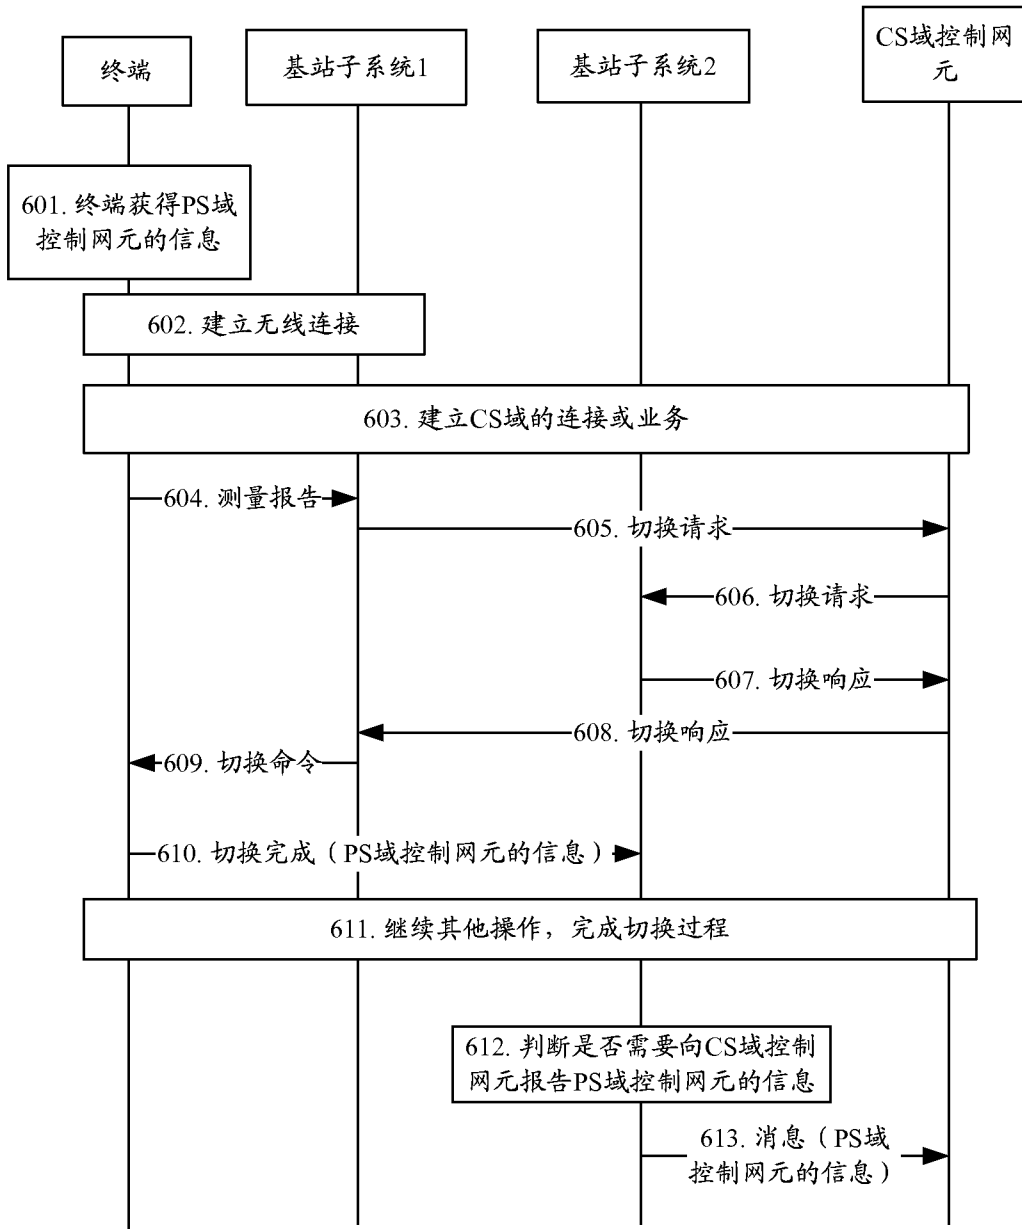 终端
基站子系统1
基站子系统2
CS域控制网
元
601. 终端获得PS域
控制网元的信息
602. 建立无线连接
603. 建立CS域的连接或业务
604. 测量报告
605. 切换请求
606. 切换请求
607. 切换响应
608. 切换响应
609. 切换命令
610. 切换完成（PS域控制网元的信息）
611. 继续其他操作，完成切换过程
612. 判断是否需要向CS域控制
网元报告PS域控制网元的信息
613. 消息（PS域
控制网元的信息）